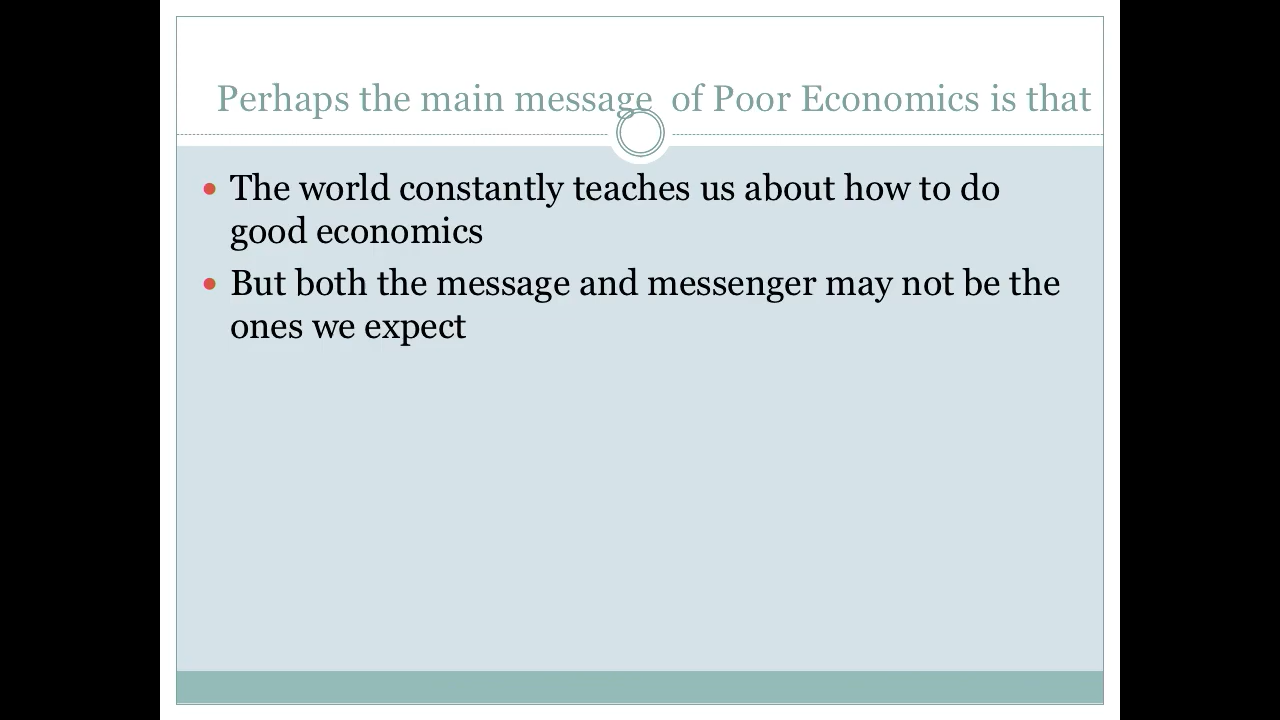 Perhaps the main message  of Poor Economics is that
The world constantly teaches us about how to do
good economics
But both the message and messenger may not be the
ones we expect